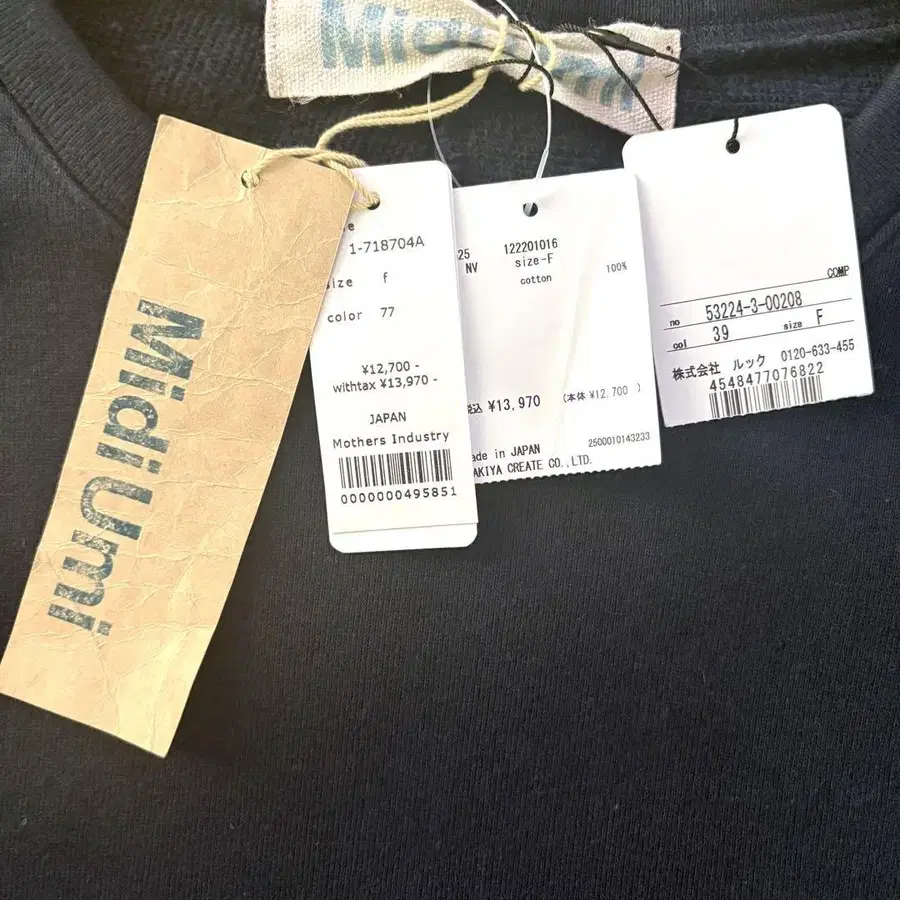 MidiUmi
1-718704A
size f
color 77
¥12,700 -
withtax ¥13,970 -
JAPAN
Mothers Industry
0000000495851
25 122201016
NV size-F
cotton 100%
税込 ¥13,970 (本体 ¥12,700 )
2500010143233
in JAPAN
CREATE CO.,LTD.
COMP
no 53224-3-00208
col 39 size F
株式会社 ルック 0120-633-455
4548477076822